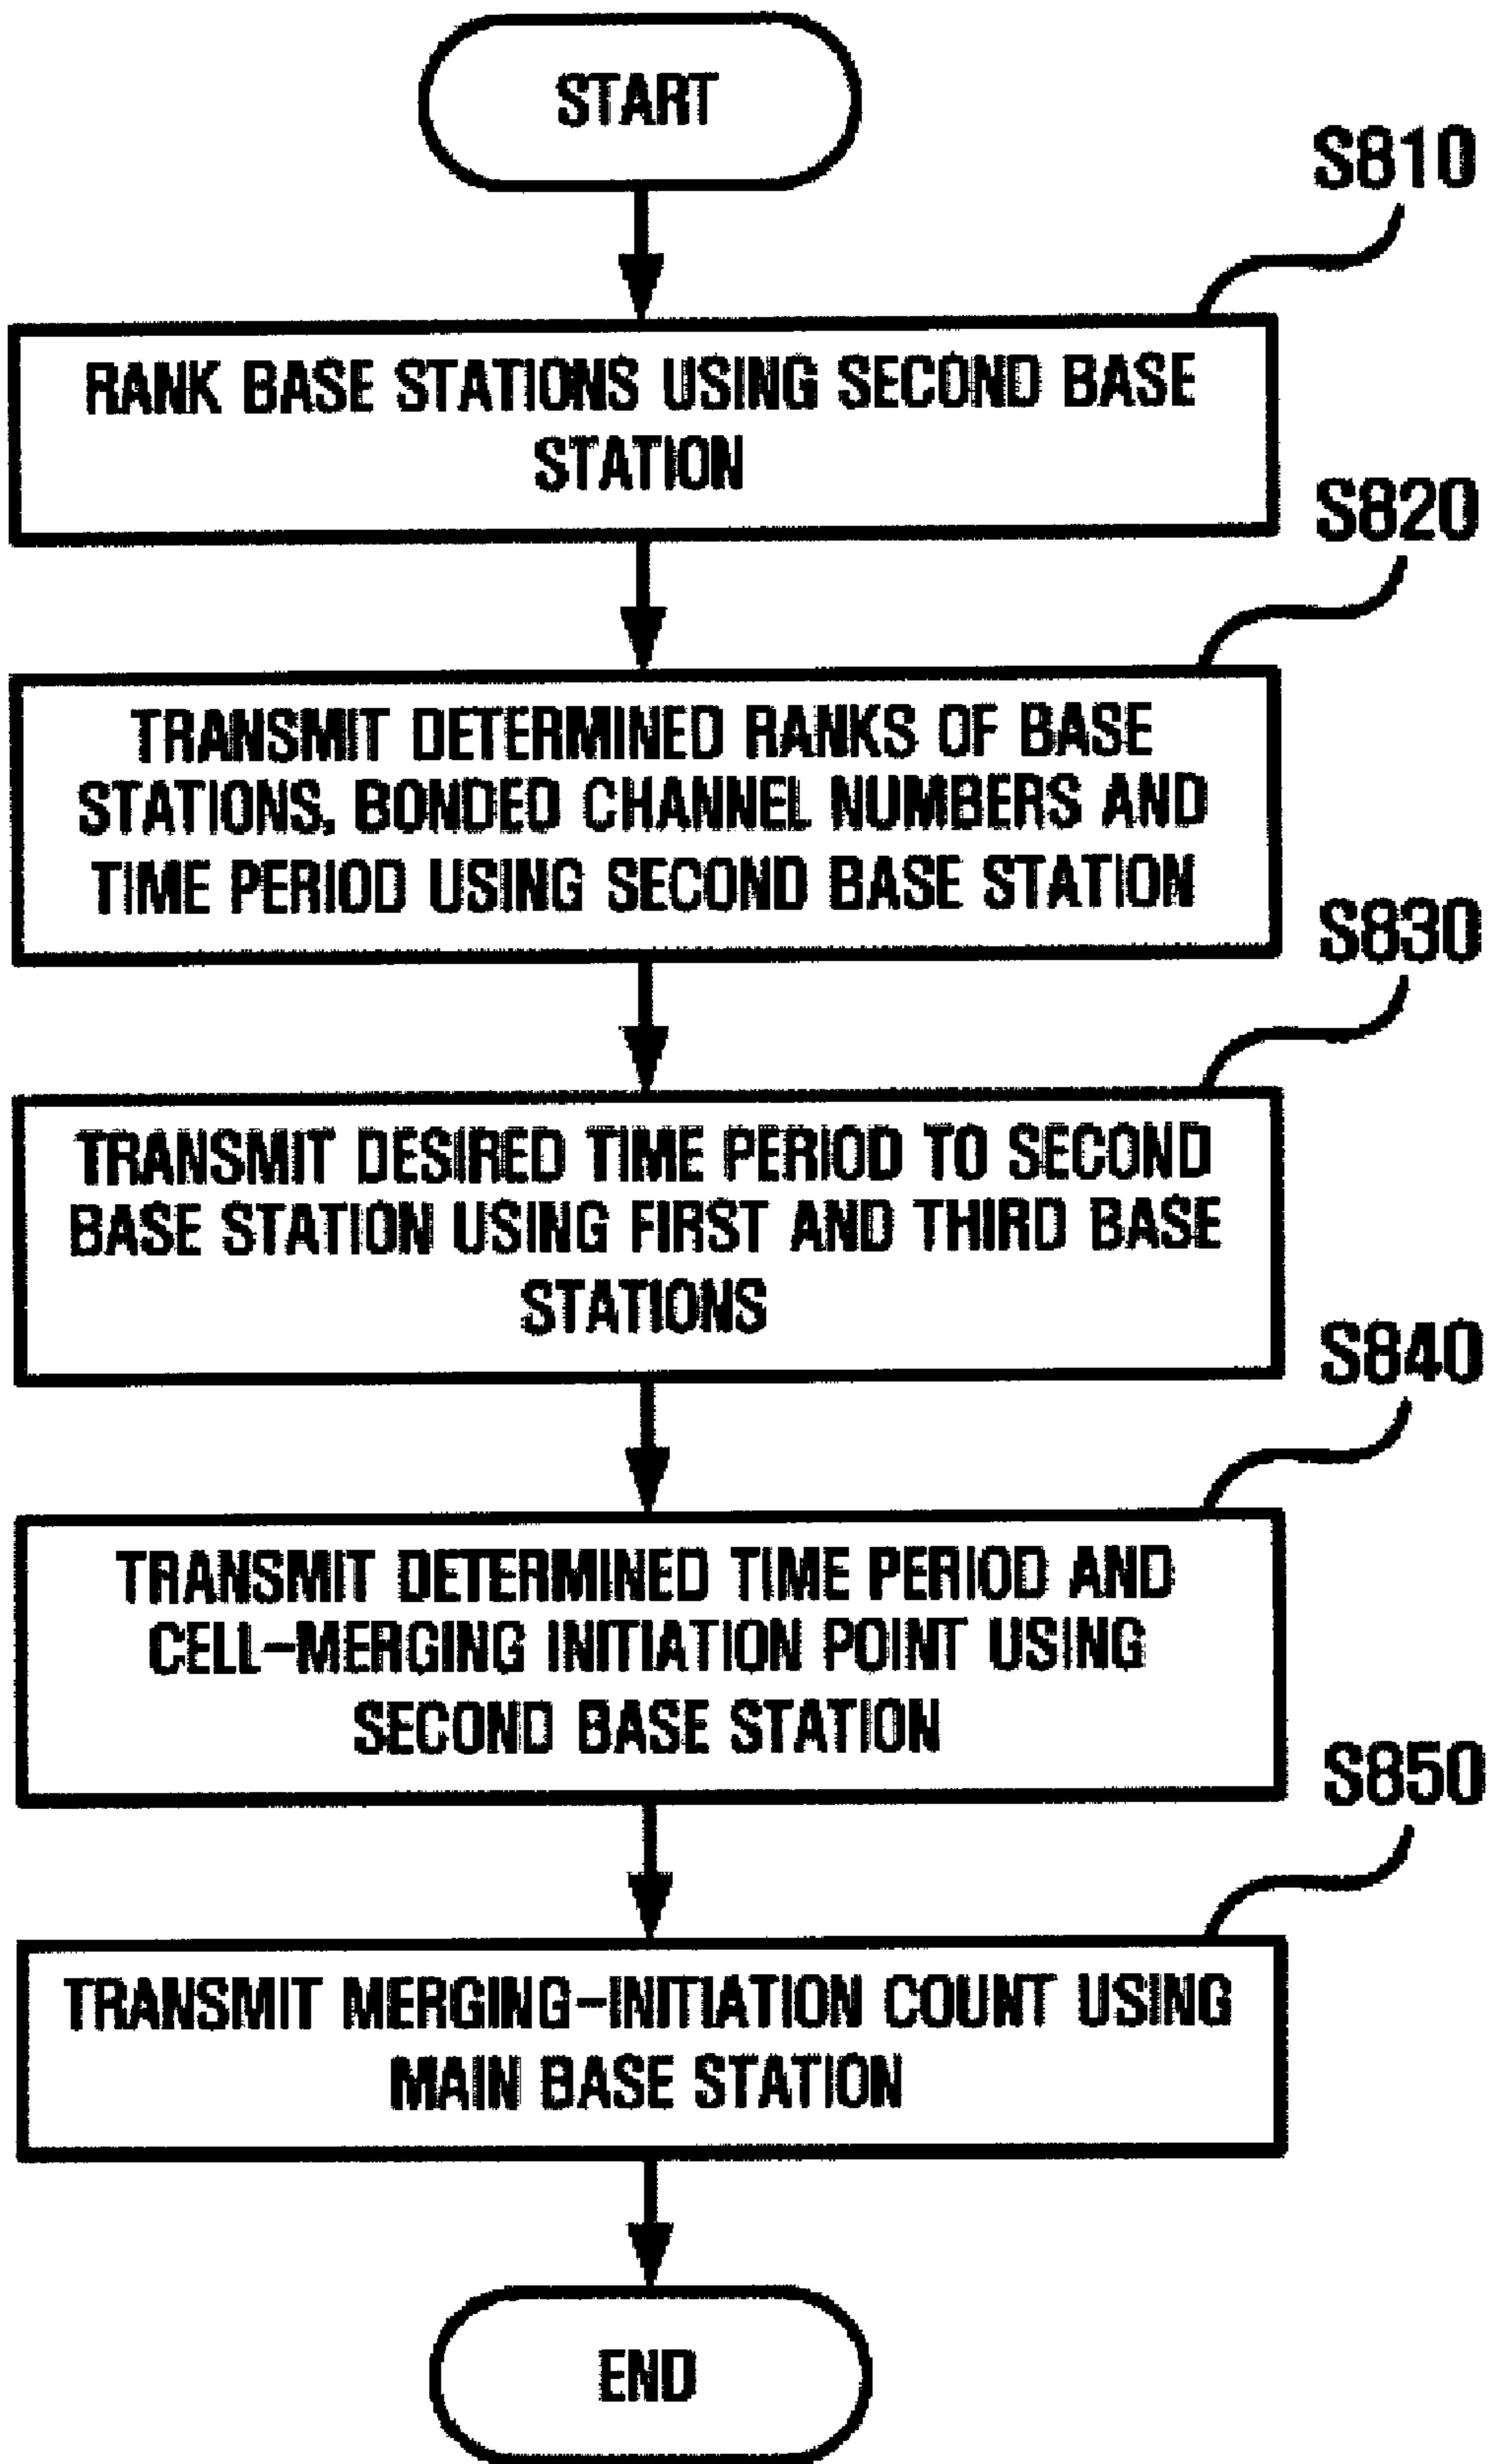 START
S810
RANK BASE STATIONS USING SECOND BASE
STATION
S820
TRANSMIT DETERMINED RANKS OF BASE
STATIONS, BONDED CHANNEL NUMBERS AND
TIME PERIOD USING SECOND BASE STATION
S830
TRANSMIT DESIRED TIME PERIOD TO SECOND
BASE STATION USING FIRST AND THIRD BASE
STATIONS
S840
TRANSMIT DETERMINED TIME PERIOD AND
CELL-MERGING INITIATION POINT USING
SECOND BASE STATION
S850
TRANSMIT MERGING-INITIATION COUNT USING
MAIN BASE STATION
END